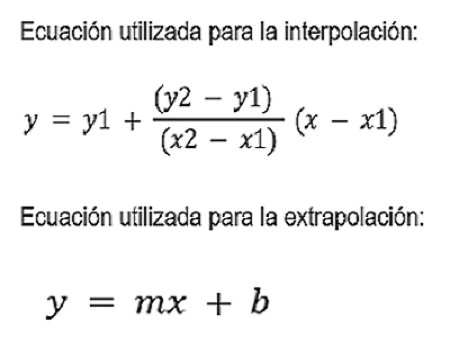 Ecuación utilizada para la interpolación:
y = y1 + (y2 − y1) / (x2 − x1) (x − x1)
Ecuación utilizada para la extrapolación:
y = mx + b